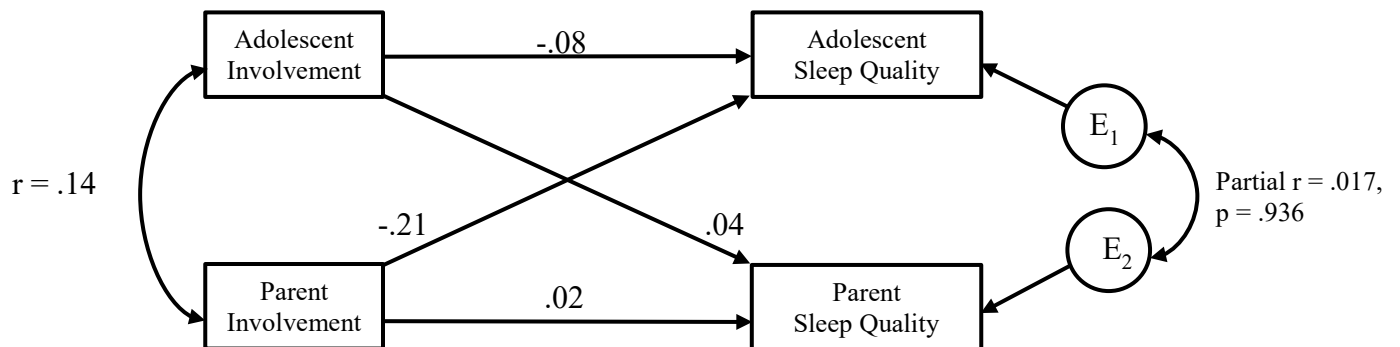 Adolescent
Involvement
-.08
Adolescent
Sleep Quality
E1
r = .14
Partial r = .017,
p = .936
-.21
.04
E2
Parent
Involvement
.02
Parent
Sleep Quality